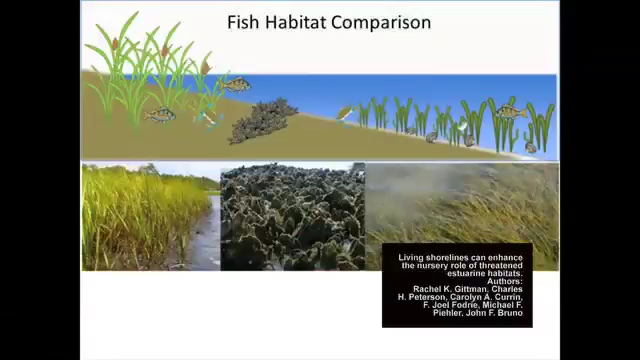 Fish Habitat Comparison
Living shorelines can enhance
the nursery role of threatened
estuarine habitats.
Authors:
Rachel K. Gittman, Charles
H. Peterson, Carolyn A. Currin,
F. Joel Fodrie, Michael F.
Piehler, John F. Bruno